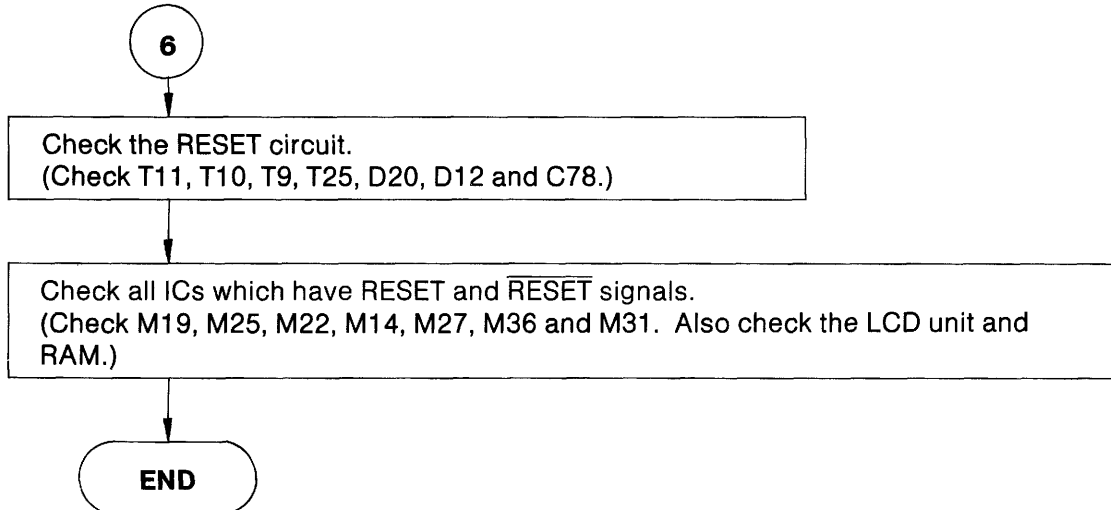 6
Check the RESET circuit.
(Check T11, T10, T9, T25, D20, D12 and C78.)
Check all ICs which have RESET and R̅E̅S̅E̅T̅ signals.
(Check M19, M25, M22, M14, M27, M36 and M31. Also check the LCD unit and
RAM.)
END